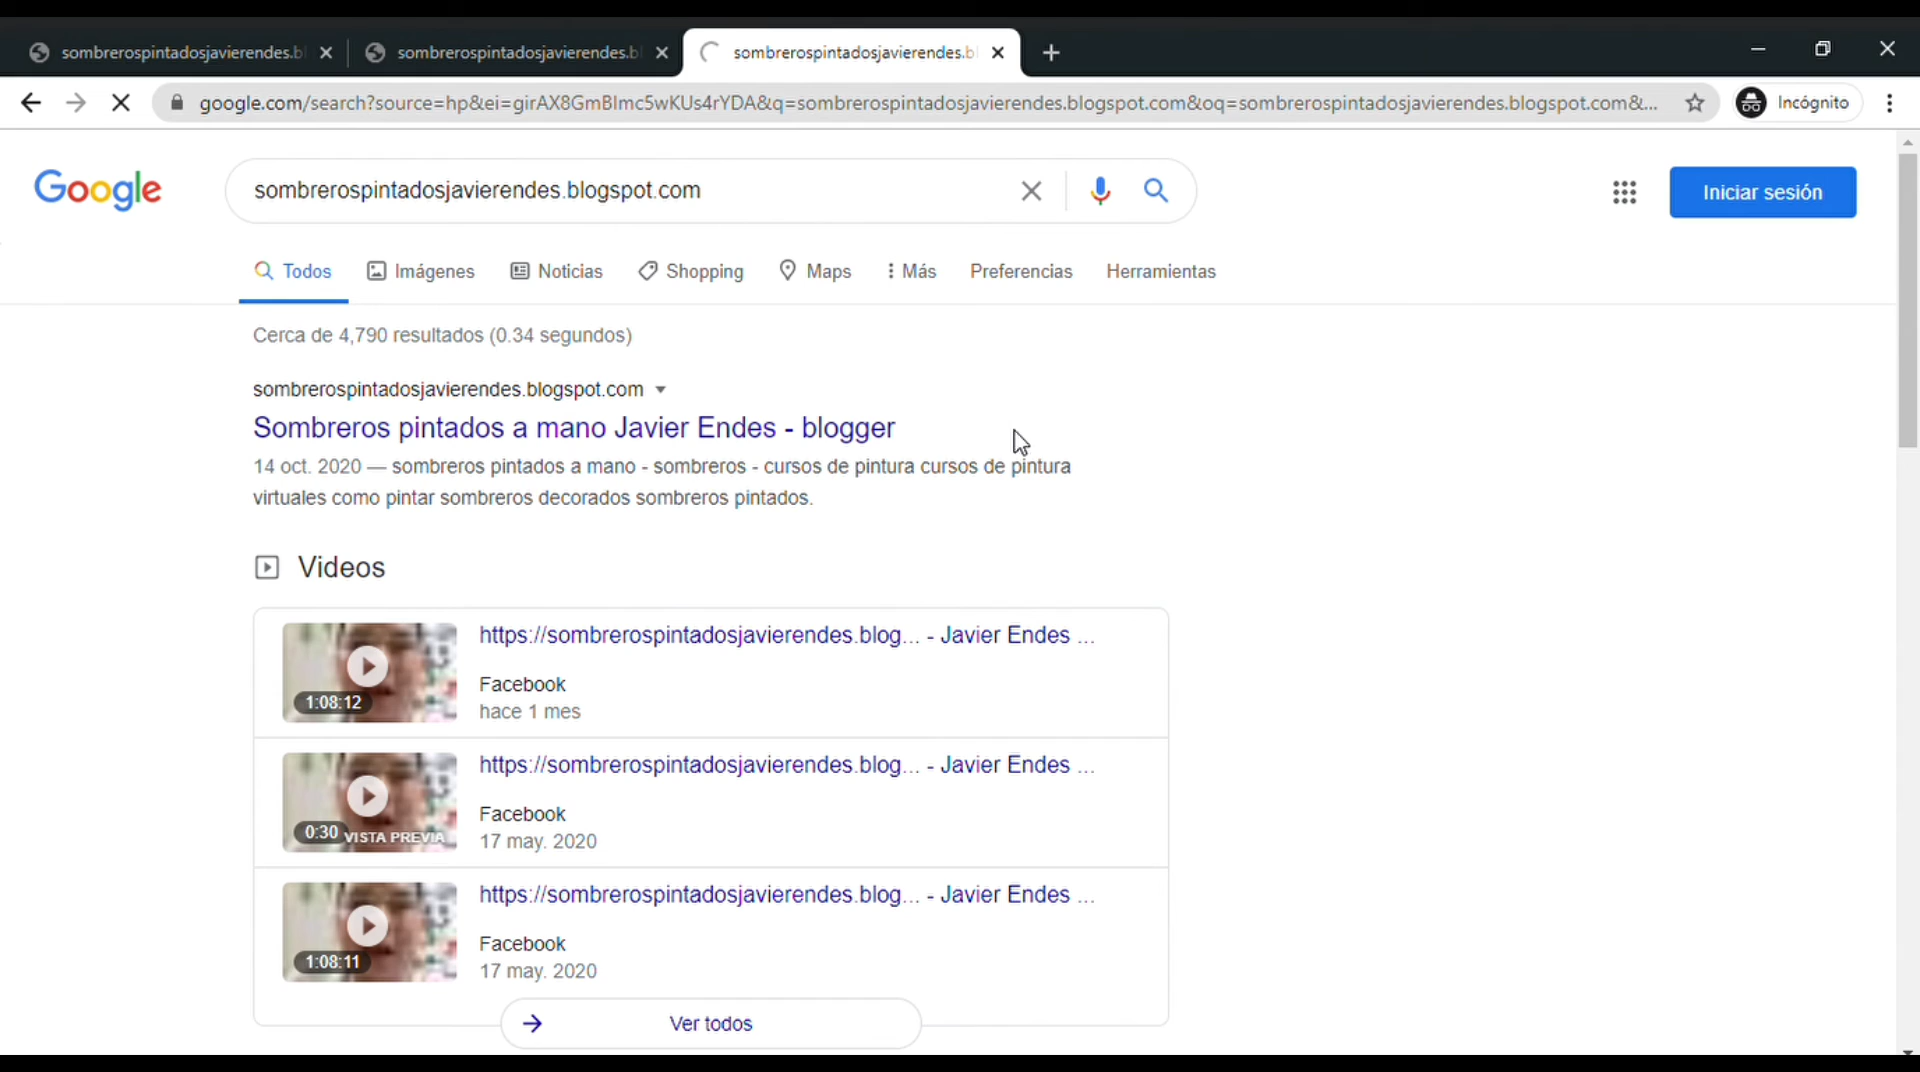 sombrerospintadosjavierendes.bl
sombrerospintadosjavierendes.bl
sombrerospintadosjavierendes.bl
google.com/search?source=hp&ei=girAX8GmBImc5wKUs4rYDA&q=sombrerospintadosjavierendes.blogspot.com&oq=sombrerospintadosjavierendes.blogspot.com&...
Incógnito
Google
sombrerospintadosjavierendes.blogspot.com
Iniciar sesión
Todos
Imágenes
Noticias
Shopping
Maps
Más
Preferencias
Herramientas
Cerca de 4,790 resultados (0.34 segundos)
sombrerospintadosjavierendes.blogspot.com
Sombreros pintados a mano Javier Endes - blogger
14 oct. 2020 — sombreros pintados a mano - sombreros - cursos de pintura cursos de pintura
virtuales como pintar sombreros decorados sombreros pintados.
Videos
https://sombrerospintadosjavierendes.blog... - Javier Endes ...
Facebook
hace 1 mes
1:08:12
https://sombrerospintadosjavierendes.blog... - Javier Endes ...
Facebook
17 may. 2020
0:30 VISTA PREVIA
https://sombrerospintadosjavierendes.blog... - Javier Endes ...
Facebook
17 may. 2020
1:08:11
Ver todos